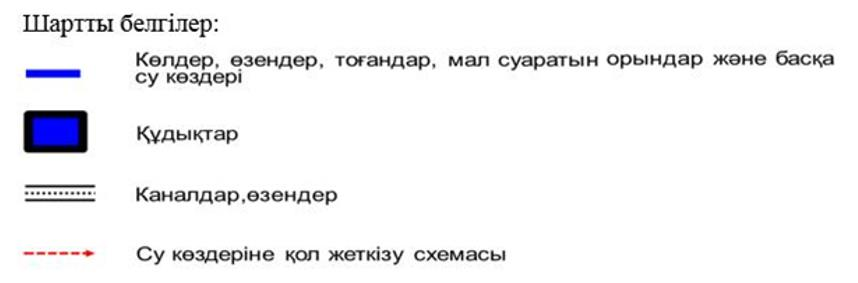 Шартты белгілер:
Көлдер, өзендер, тоғандар, мал суаратын орындар және басқа
су көздері
Құдықтар
Каналдар,өзендер
Су көздеріне қол жеткізу схемасы